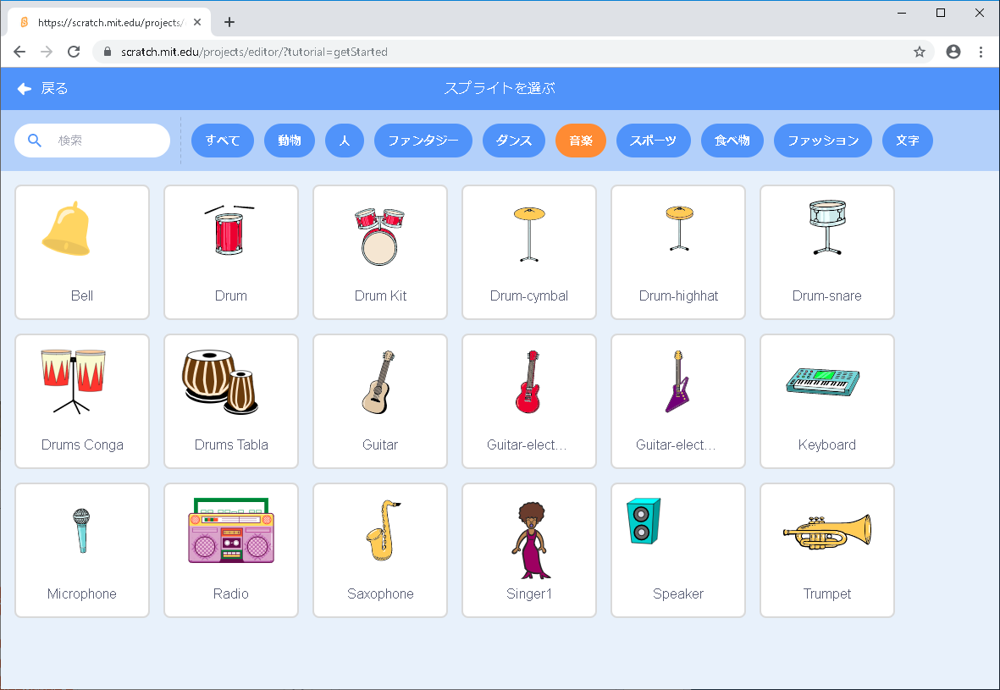 https://scratch.mit.edu/projects/
scratch.mit.edu/projects/editor/?tutorial=getStarted
戻る
スプライトを選ぶ
検索
すべて
動物
人
ファンタジー
ダンス
音楽
スポーツ
食べ物
ファッション
文字
Bell
Drum
Drum Kit
Drum-cymbal
Drum-highhat
Drum-snare
Drums Conga
Drums Tabla
Guitar
Guitar-elect...
Guitar-elect...
Keyboard
Microphone
Radio
Saxophone
Singer1
Speaker
Trumpet